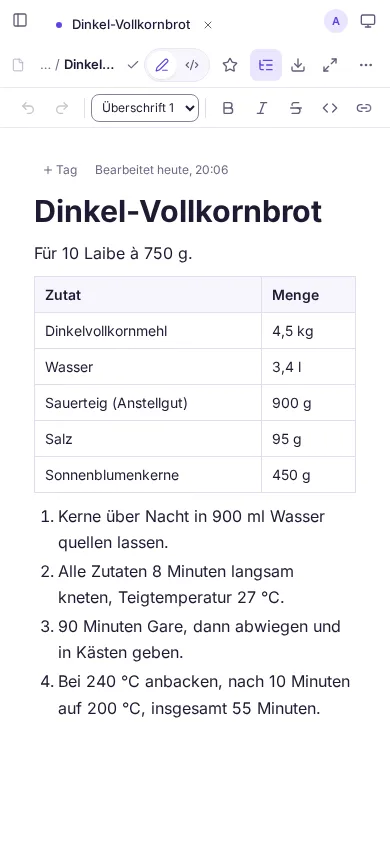 Dinkel-Vollkornbrot
A
... / Dinkel...
Überschrift 1
Tag Bearbeitet heute, 20:06
Dinkel-Vollkornbrot
Für 10 Laibe à 750 g.
Zutat Menge
Dinkelvollkornmehl 4,5 kg
Wasser 3,4 l
Sauerteig (Anstellgut) 900 g
Salz 95 g
Sonnenblumenkerne 450 g
1. Kerne über Nacht in 900 ml Wasser
quellen lassen.
2. Alle Zutaten 8 Minuten langsam
kneten, Teigtemperatur 27 °C.
3. 90 Minuten Gare, dann abwiegen und
in Kästen geben.
4. Bei 240 °C anbacken, nach 10 Minuten
auf 200 °C, insgesamt 55 Minuten.